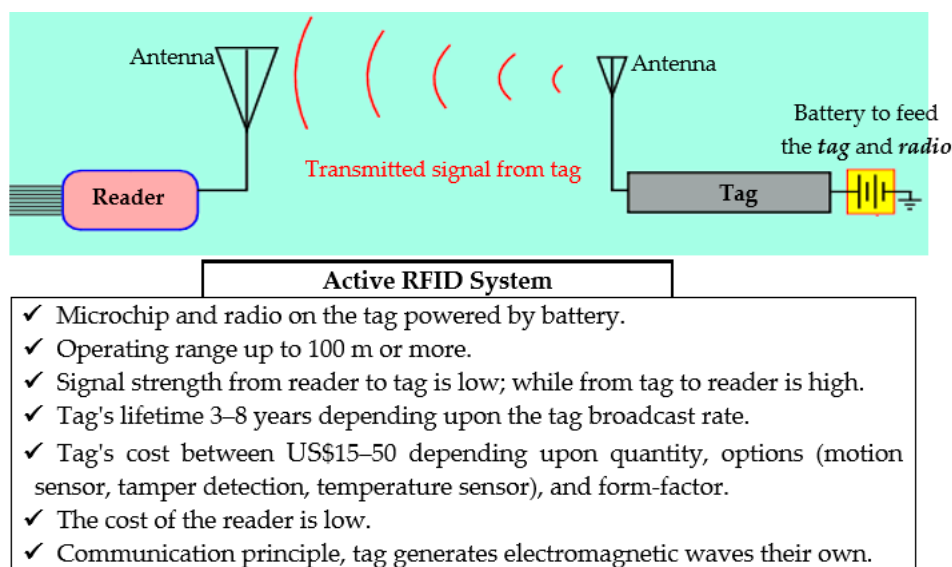 Antenna
Antenna
Battery to feed
the tag and radio
Transmitted signal from tag
Reader
Tag
Active RFID System
✓ Microchip and radio on the tag powered by battery.
✓ Operating range up to 100 m or more.
✓ Signal strength from reader to tag is low; while from tag to reader is high.
✓ Tag's lifetime 3–8 years depending upon the tag broadcast rate.
✓ Tag's cost between US$15–50 depending upon quantity, options (motion
sensor, tamper detection, temperature sensor), and form-factor.
✓ The cost of the reader is low.
✓ Communication principle, tag generates electromagnetic waves their own.